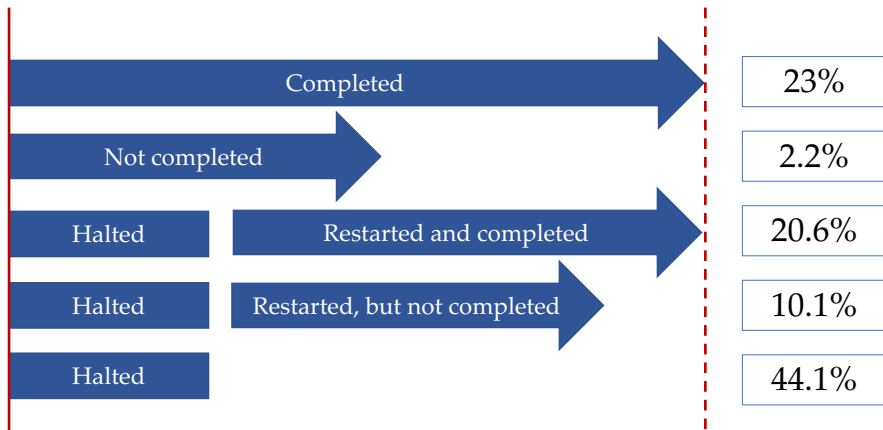 Completed
23%
Not completed
2.2%
Halted
Restarted and completed
20.6%
Halted
Restarted, but not completed
10.1%
Halted
44.1%